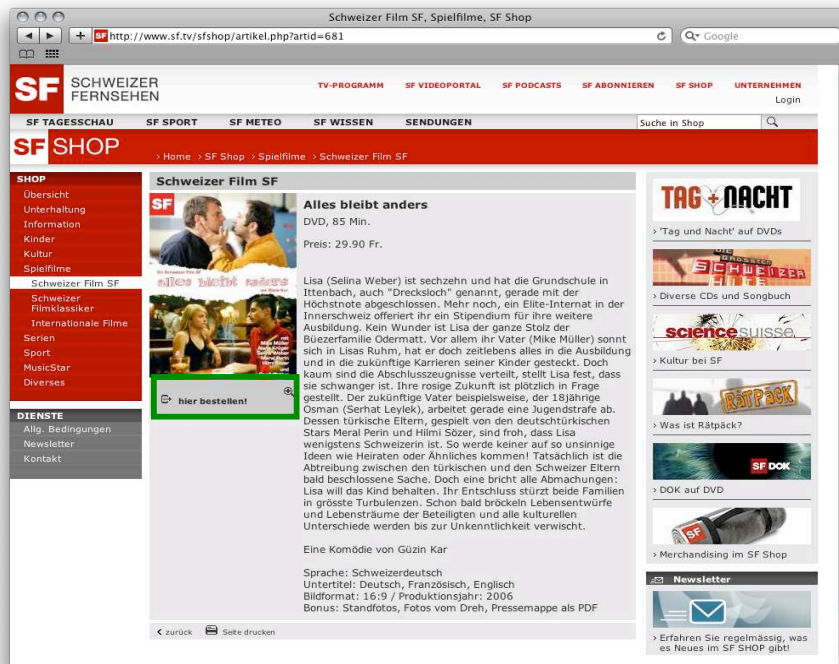 Schweizer Film SF, Spielfilme, SF Shop
SF http://www.sf.tv/sfshop/artikel.php?artid=681
Google
SF SCHWEIZER
FERNSEHEN
TV-PROGRAMM SF VIDEOPORTAL SF PODCASTS SF ABONNIEREN SF SHOP UNTERNEHMEN
Login
SF TAGESSCHAU SF SPORT SF METEO SF WISSEN SENDUNGEN
Suche in Shop
SF SHOP
› Home › SF Shop › Spielfilme › Schweizer Film SF
SHOP
Übersicht
Unterhaltung
Information
Kinder
Kultur
Spielfilme
Schweizer Film SF
Schweizer
Filmklassiker
Internationale Filme
Serien
Sport
MusicStar
Diverses
DIENSTE
Allg. Bedingungen
Newsletter
Kontakt
Schweizer Film SF
SF
Ein Schweizer Film SF
alles bleibt anders
mit
Mike Müller
Meral Perin
hier bestellen!
Alles bleibt anders
DVD, 85 Min.
Preis: 29.90 Fr.
Lisa (Selina Weber) ist sechzehn und hat die Grundschule in
Ittenbach, auch "Drecksloch" genannt, gerade mit der
Höchstnote abgeschlossen. Mehr noch, ein Elite-Internat in der
Innerschweiz offeriert ihr ein Stipendium für ihre weitere
Ausbildung. Kein Wunder ist Lisa der ganze Stolz der
Büezerfamilie Odermatt. Vor allem ihr Vater (Mike Müller) sonnt
sich in Lisas Ruhm, hat er doch zeitlebens alles in die Ausbildung
und in die zukünftige Karrieren seiner Kinder gesteckt. Doch
kaum sind die Abschlusszeugnisse verteilt, stellt Lisa fest, dass
sie schwanger ist. Ihre rosige Zukunft ist plötzlich in Frage
gestellt. Der zukünftige Vater beispielsweise, der 18jährige
Osman (Serhat Leylek), arbeitet gerade eine Jugendstrafe ab.
Dessen türkische Eltern, gespielt von den deutschtürkischen
Stars Meral Perin und Hilmi Sözer, sind froh, dass Lisa
wenigstens Schweizerin ist. So werde keiner auf so unsinnige
Ideen wie Heiraten oder Ähnliches kommen! Tatsächlich ist die
Abtreibung zwischen den türkischen und den Schweizer Eltern
bald beschlossene Sache. Doch eine bricht alle Abmachungen:
Lisa will das Kind behalten. Ihr Entschluss stürzt beide Familien
in grösste Turbulenzen. Schon bald bröckeln Lebensentwürfe
und Lebensträume der Beteiligten und alle kulturellen
Unterschiede werden bis zur Unkenntlichkeit verwischt.
Eine Komödie von Güzin Kar
Sprache: Schweizerdeutsch
Untertitel: Deutsch, Französisch, Englisch
Bildformat: 16:9 / Produktionsjahr: 2006
Bonus: Standfotos, Fotos vom Dreh, Pressemappe als PDF
zurück Seite drucken
TAG + NACHT
› 'Tag und Nacht' auf DVDs
DIE
GRÖSSTEN
SCHWEIZER
› Diverse CDs und Songbuch
sciencesuisse.
› Kultur bei SF
RÄTPÄCK
› Was ist Rätpäck?
SF DOK
› DOK auf DVD
SF
› Merchandising im SF Shop
Newsletter
› Erfahren Sie regelmässig, was
es Neues im SF SHOP gibt!